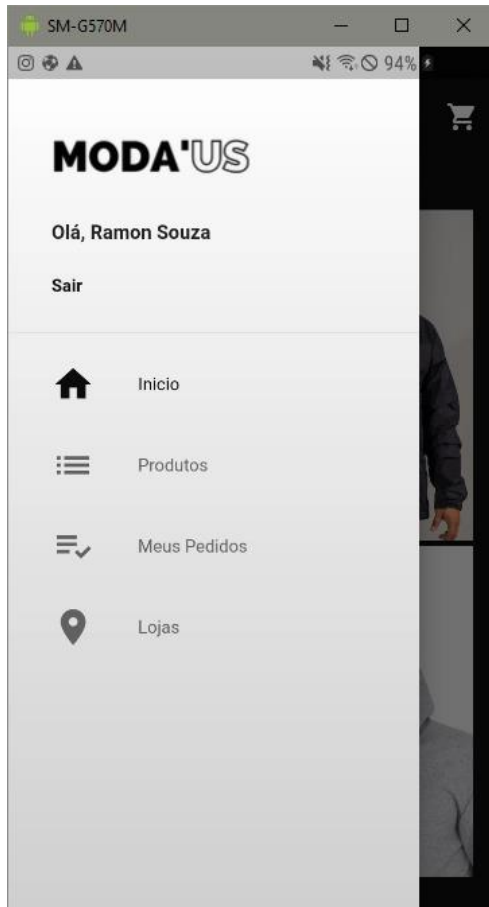 SM-G570M
94%
MODA'US
Olá, Ramon Souza
Sair
Inicio
Produtos
Meus Pedidos
Lojas